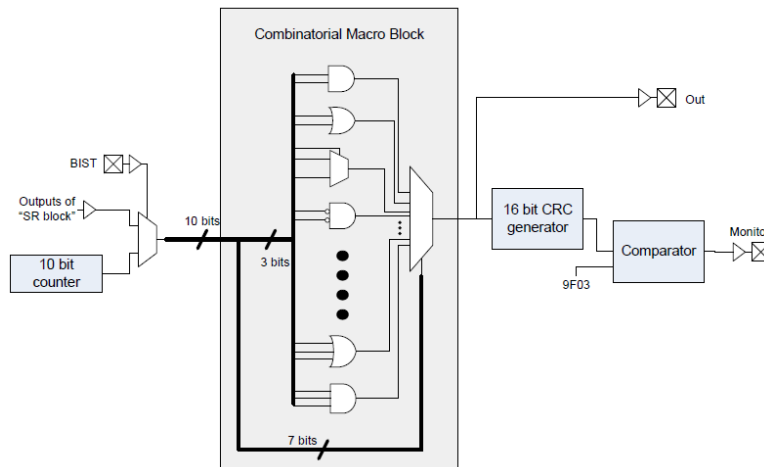 Combinatorial Macro Block
BIST
Outputs of
"SR block"
10 bit
counter
10 bits
3 bits
7 bits
16 bit CRC
generator
Out
Comparator
9F03
Monitor